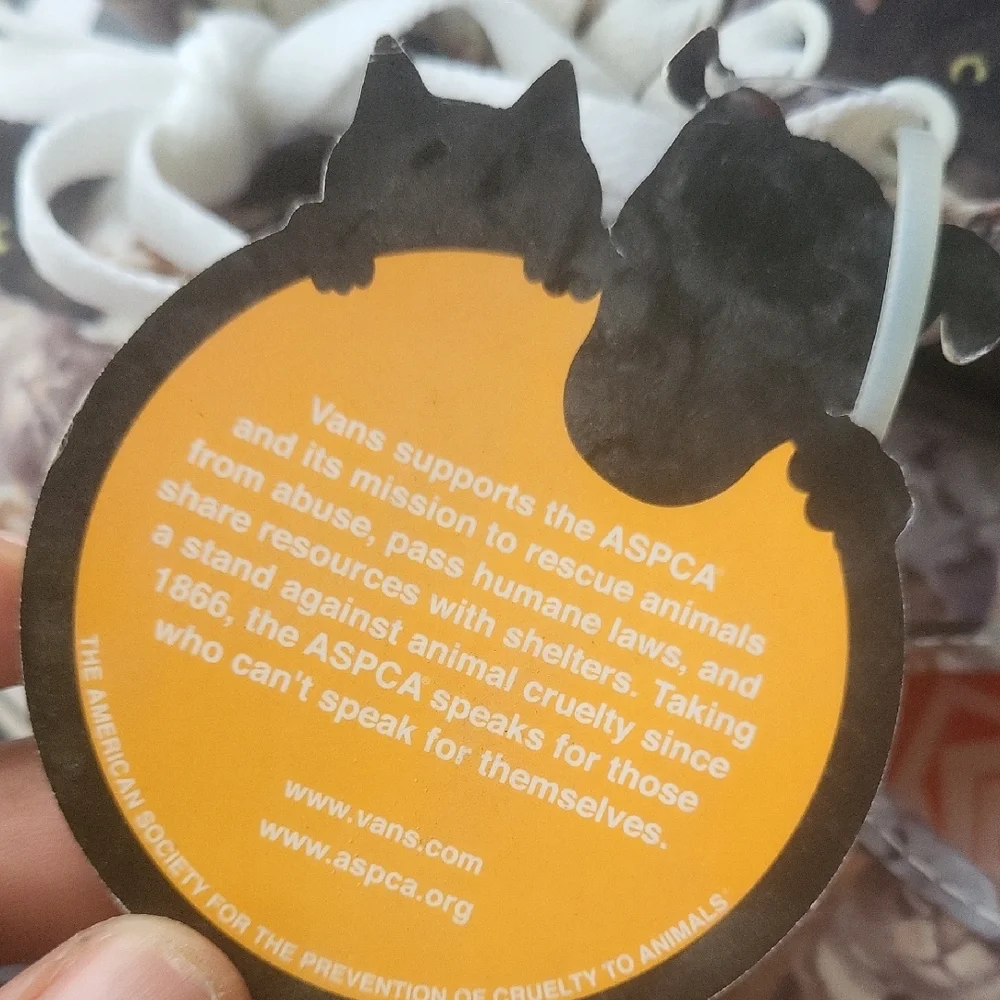 Vans supports the ASPCA
and its mission to rescue animals
from abuse, pass humane laws, and
share resources with shelters. Taking
a stand against animal cruelty since
1866, the ASPCA speaks for those
who can't speak for themselves.
www.vans.com
www.aspca.org
THE AMERICAN SOCIETY FOR THE PREVENTION OF CRUELTY TO ANIMALS